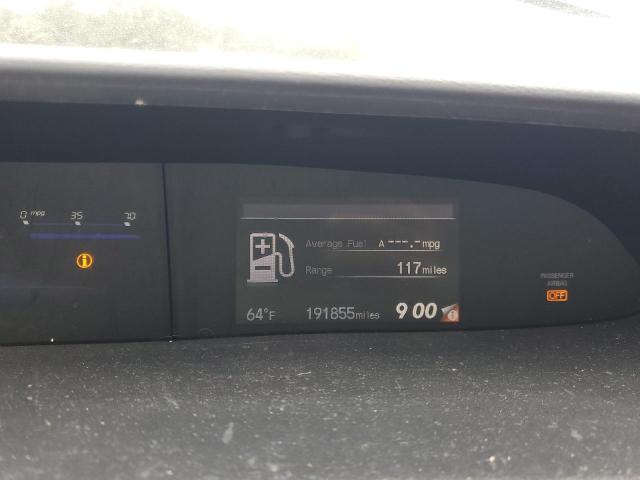 0 mpg 35 70
Average Fuel A ---.- mpg
Range 117 miles
64°F 191855 miles 9 00
PASSENGER
AIRBAG
OFF